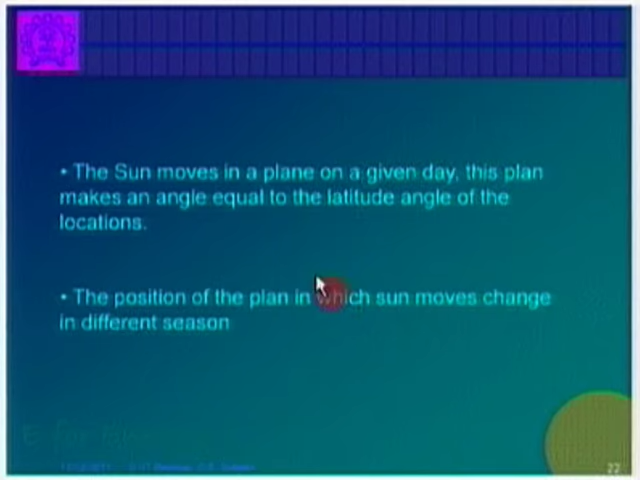 • The Sun moves in a plane on a given day, this plan
makes an angle equal to the latitude angle of the
locations.
• The position of the plan in which sun moves change
in different season
22